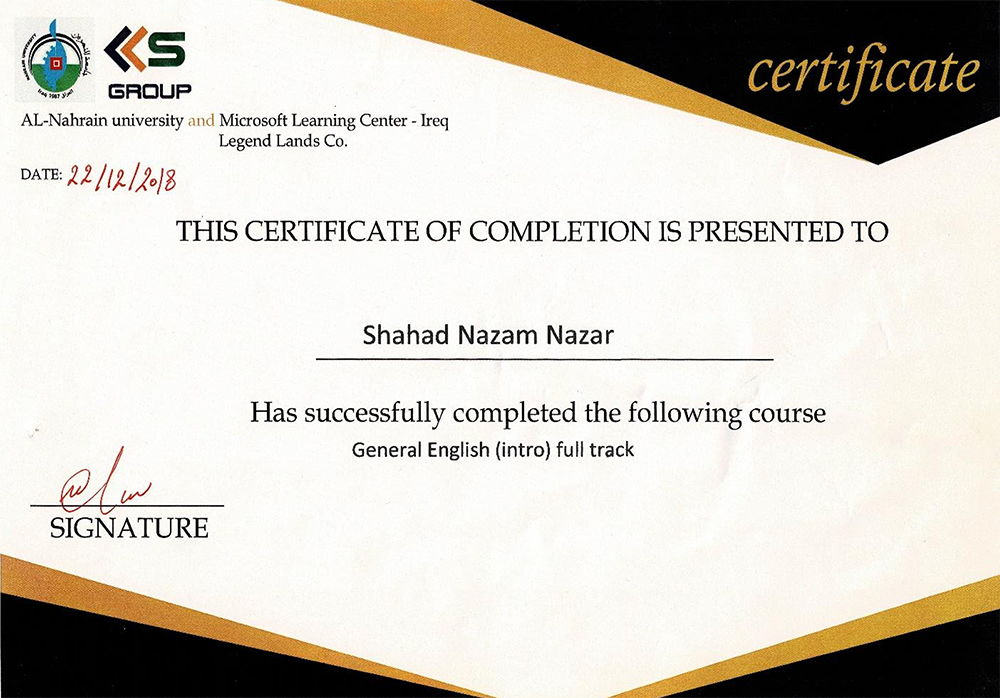 KS
GROUP
certificate
AL-Nahrain university and Microsoft Learning Center - Ireq
Legend Lands Co.
DATE: 22/12/2018
THIS CERTIFICATE OF COMPLETION IS PRESENTED TO
Shahad Nazam Nazar
Has successfully completed the following course
General English (intro) full track
SIGNATURE